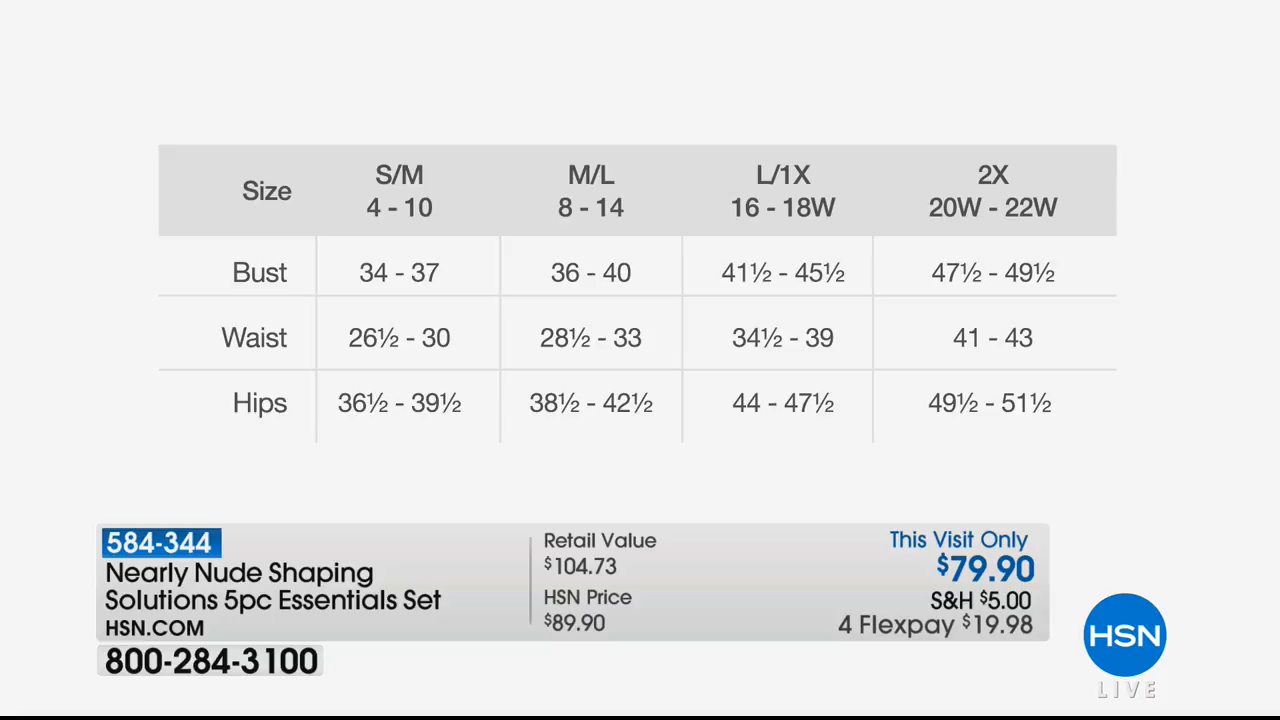 Size S/M M/L L/1X 2X
4 - 10 8 - 14 16 - 18W 20W - 22W
Bust 34 - 37 36 - 40 41½ - 45½ 47½ - 49½
Waist 26½ - 30 28½ - 33 34½ - 39 41 - 43
Hips 36½ - 39½ 38½ - 42½ 44 - 47½ 49½ - 51½
584-344
Nearly Nude Shaping
Solutions 5pc Essentials Set
HSN.COM
800-284-3100
Retail Value
$104.73
HSN Price
$89.90
This Visit Only
$79.90
S&H $5.00
4 Flexpay $19.98
HSN
LIVE